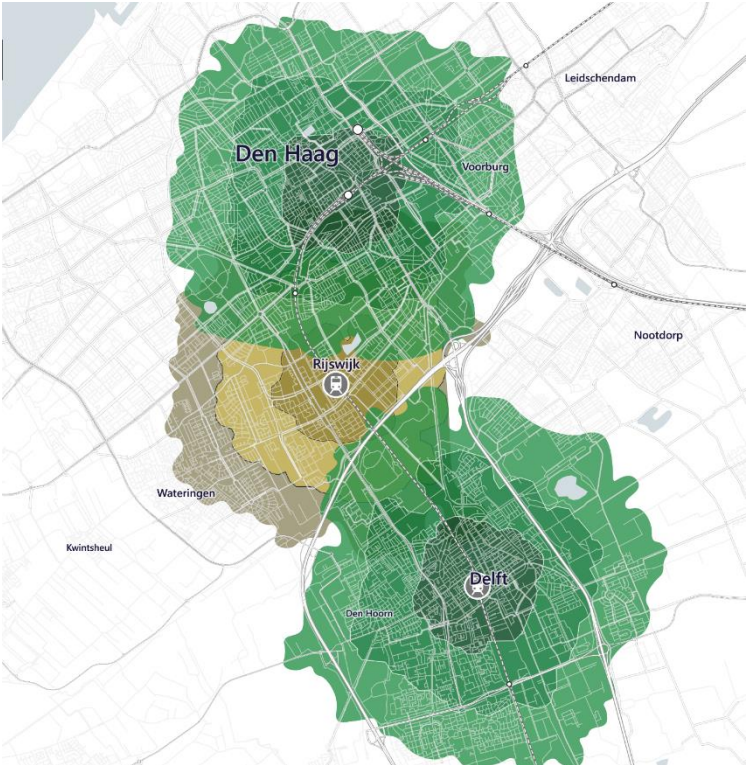 Leidschendam
Den Haag
Voorburg
Nootdorp
Rijswijk
Wateringen
Kwintsheul
Delft
Den Hoorn